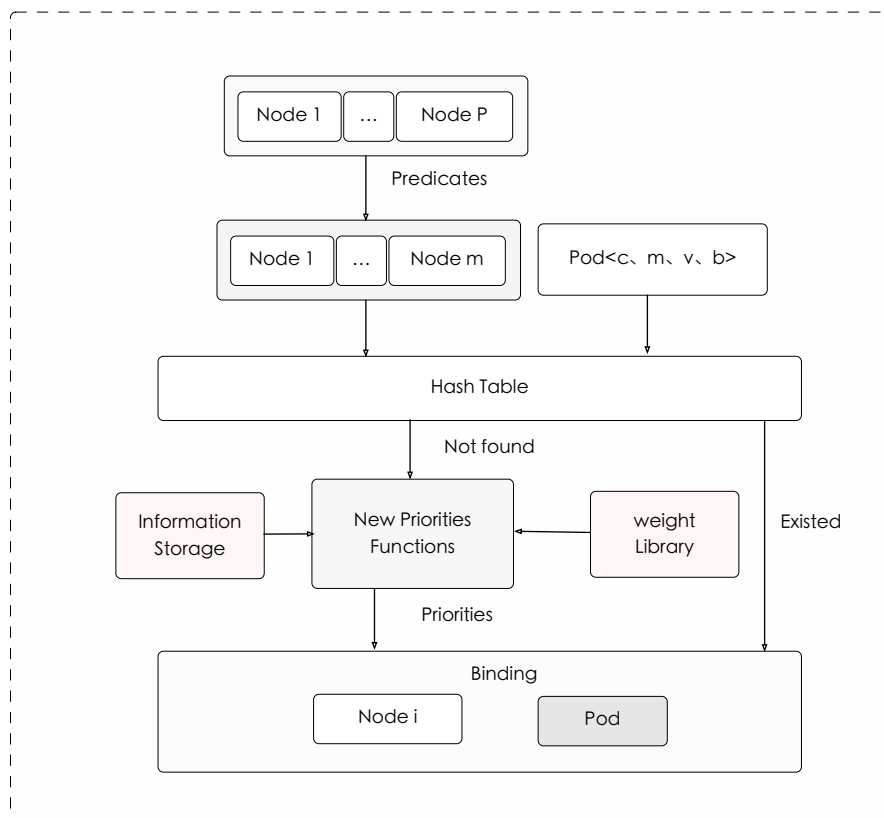 Node 1 … Node P
Predicates
Node 1 … Node m
Pod<c、m、v、b>
Hash Table
Not found
Information
Storage
New Priorities
Functions
weight
Library
Existed
Priorities
Binding
Node i
Pod